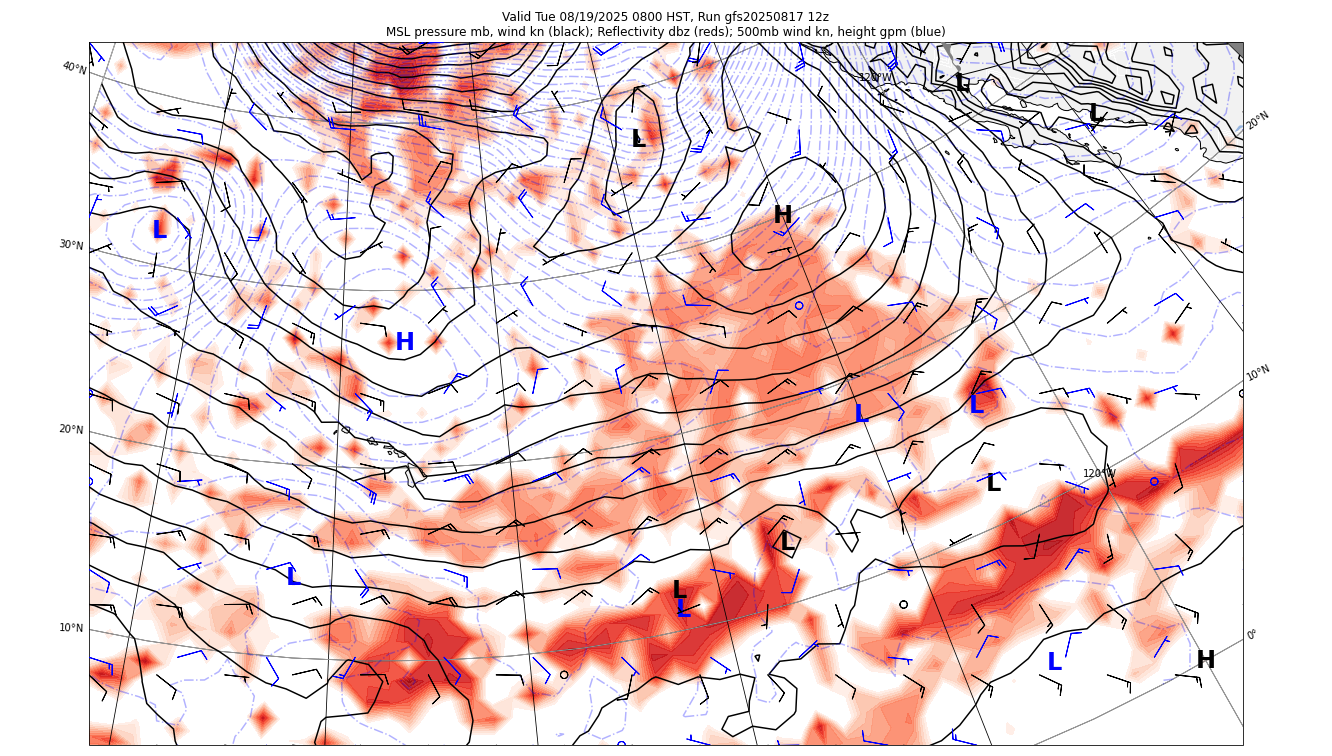 Valid Tue 08/19/2025 0800 HST, Run gfs20250817 12z
MSL pressure mb, wind kn (black); Reflectivity dbz (reds); 500mb wind kn, height gpm (blue)
40°N
120°W
L
L
20°N
L
H
L
30°N
H
10°N
L
L
20°N
120°W
L
L
L
L
L
10°N
0°
L
H